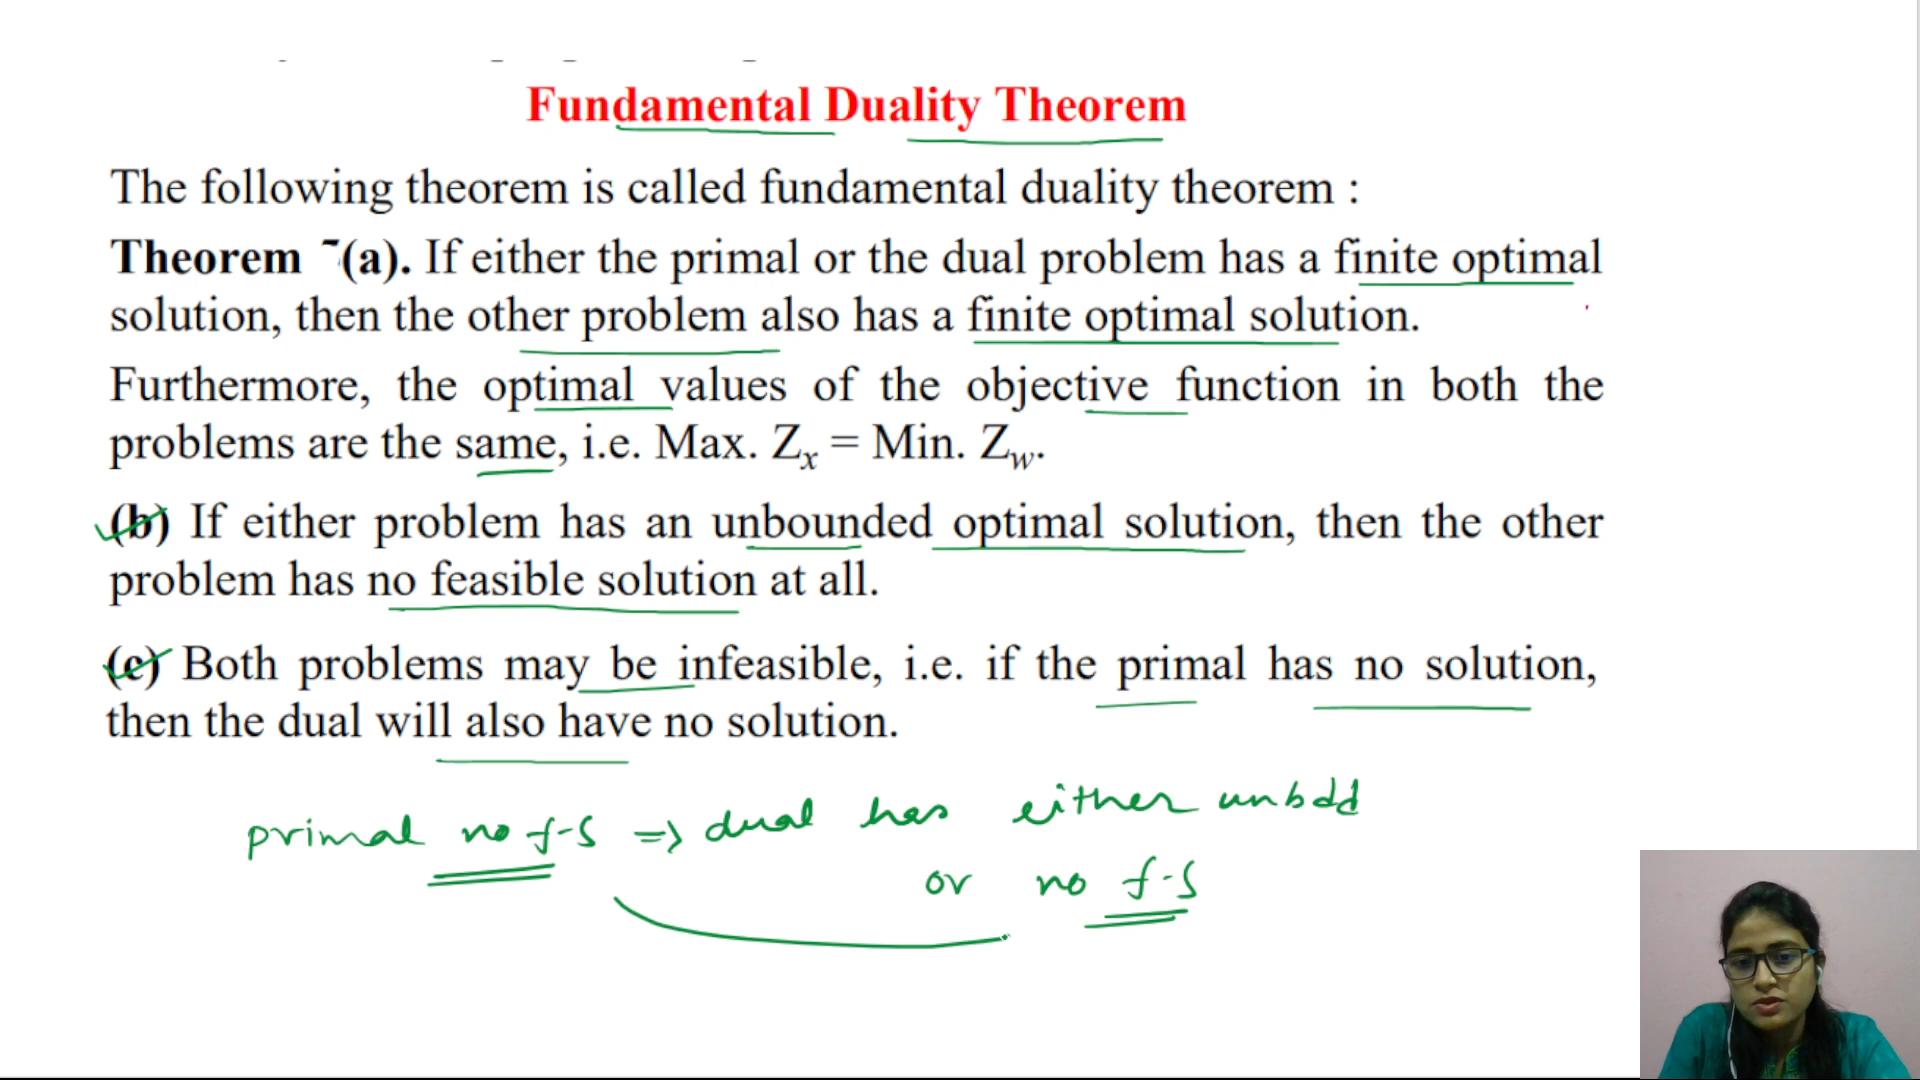 Fundamental Duality Theorem
The following theorem is called fundamental duality theorem :
Theorem (a). If either the primal or the dual problem has a finite optimal
solution, then the other problem also has a finite optimal solution.
Furthermore, the optimal values of the objective function in both the
problems are the same, i.e. Max. Zx = Min. Zw.
(b) If either problem has an unbounded optimal solution, then the other
problem has no feasible solution at all.
(c) Both problems may be infeasible, i.e. if the primal has no solution,
then the dual will also have no solution.
primal no f-s => dual has either unbdd
or no f-s